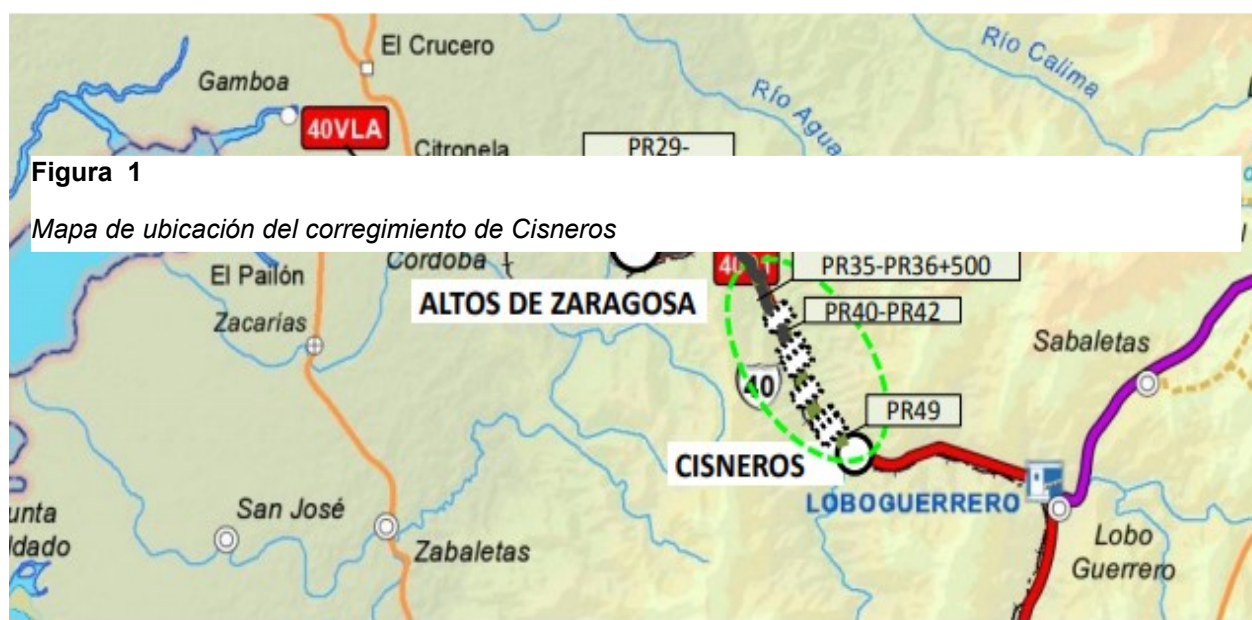 El Crucero
Río Calima
Gamboa
Río Agua
40VLA
Citronela
PR29-
Figura 1
Mapa de ubicación del corregimiento de Cisneros
Córdoba
El Pailón
PR35-PR36+500
ALTOS DE ZARAGOSA
PR40-PR42
Zacarías
Sabaletas
40
PR49
CISNEROS
LOBOGUERRERO
San José
unta
ldado
Zabaletas
Lobo
Guerrero